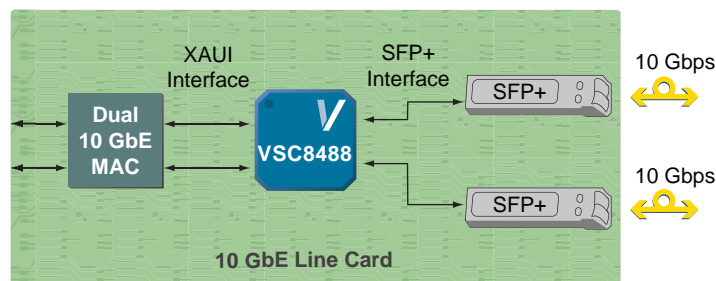 XAUI
Interface
SFP+
Interface
10 Gbps
SFP+
Dual
10 GbE
MAC
VSC8488
10 Gbps
SFP+
10 GbE Line Card